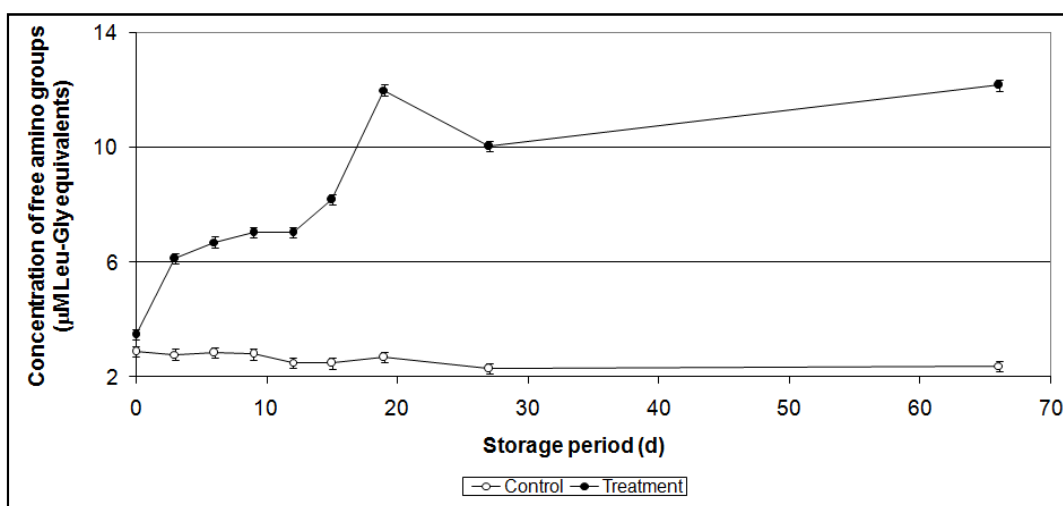 Concentration of free amino groups
(µM Leu-Gly equivalents)
14
10
6
2
0 10 20 30 40 50 60 70
Storage period (d)
Control Treatment